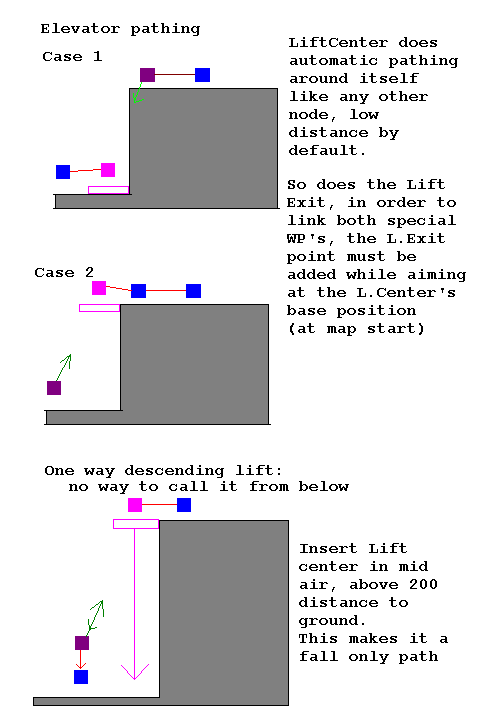 Elevator pathing
Case 1
LiftCenter does
automatic pathing
around itself
like any other
node, low
distance by
default.
So does the Lift
Exit, in order to
link both special
WP's, the L.Exit
point must be
added while aiming
at the L.Center's
base position
(at map start)
Case 2
One way descending lift:
no way to call it from below
Insert Lift
center in mid
air, above 200
distance to
ground.
This makes it a
fall only path